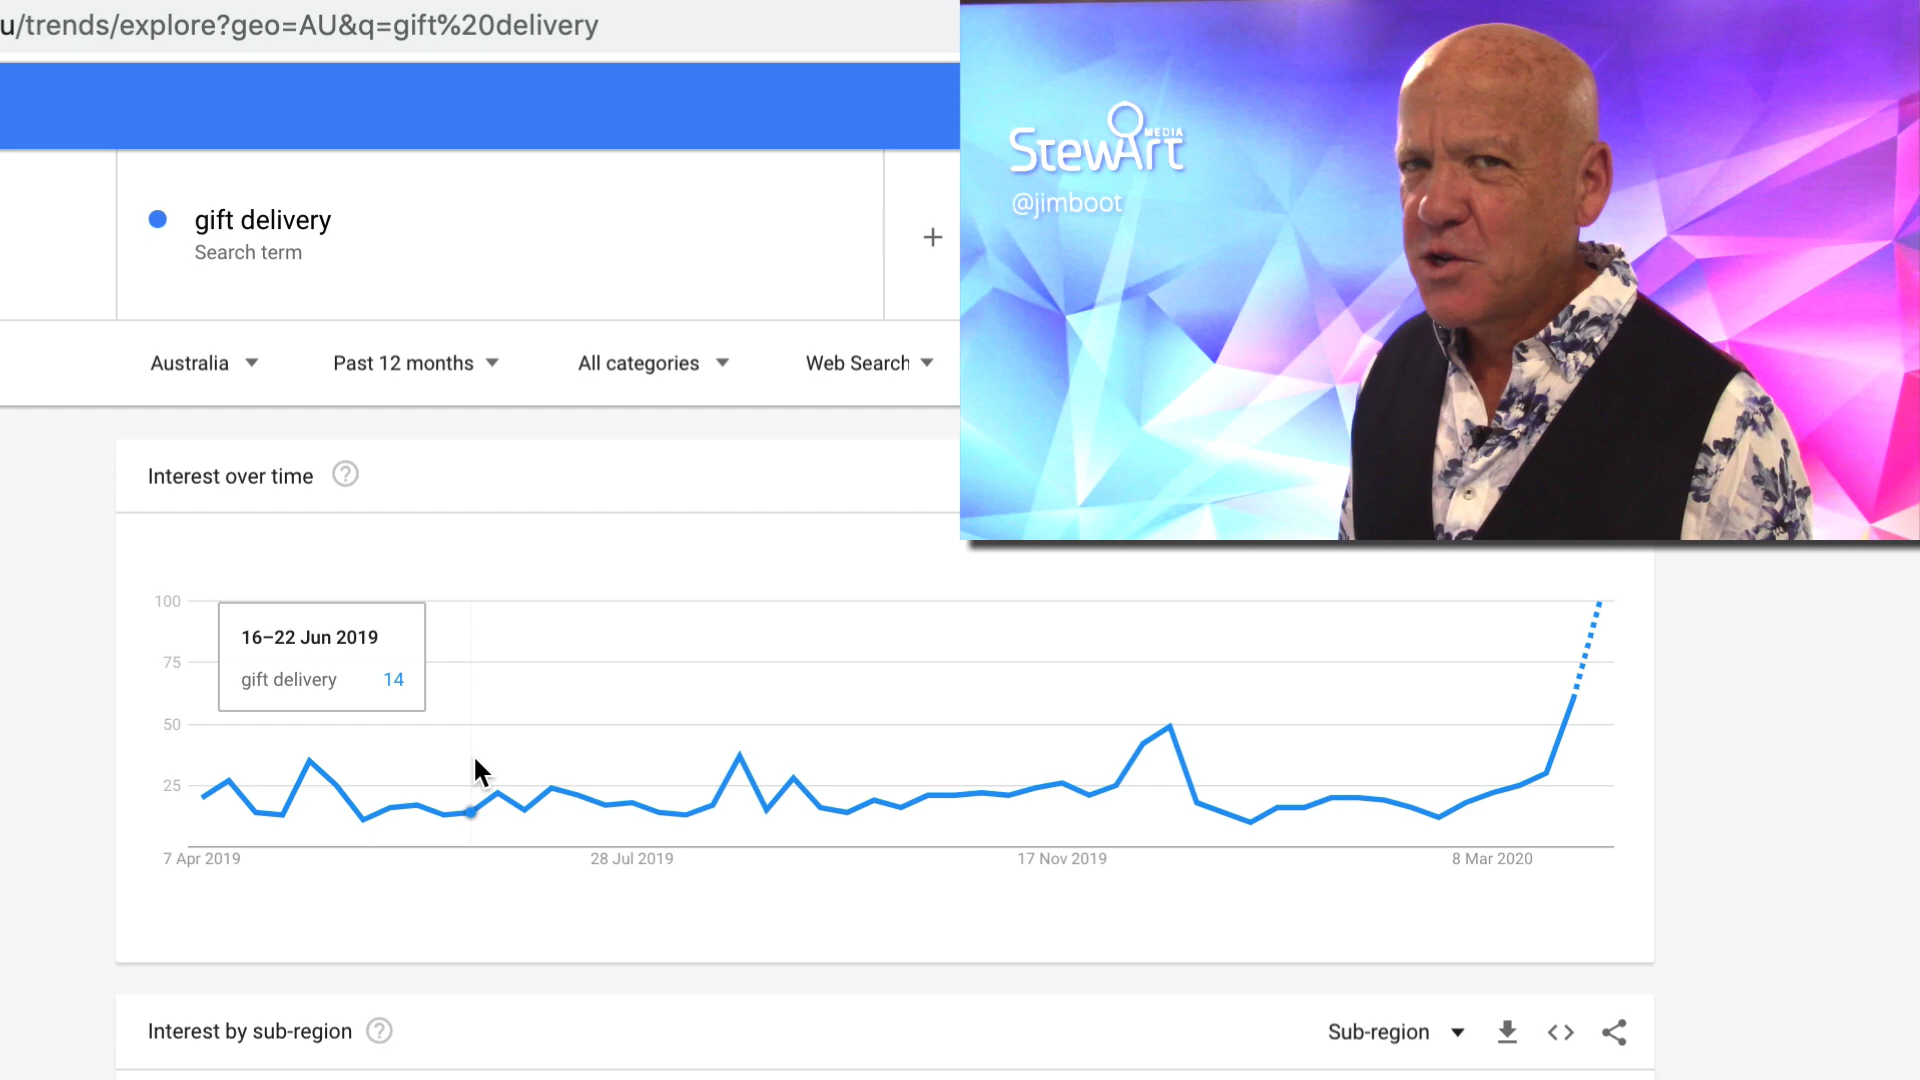 u/trends/explore?geo=AU&q=gift%20delivery
StewArt
MEDIA
@jimboot
gift delivery
Search term
+
Australia
Past 12 months
All categories
Web Search
Interest over time ?
100
75
50
25
16–22 Jun 2019
gift delivery 14
7 Apr 2019
28 Jul 2019
17 Nov 2019
8 Mar 2020
Interest by sub-region ?
Sub-region